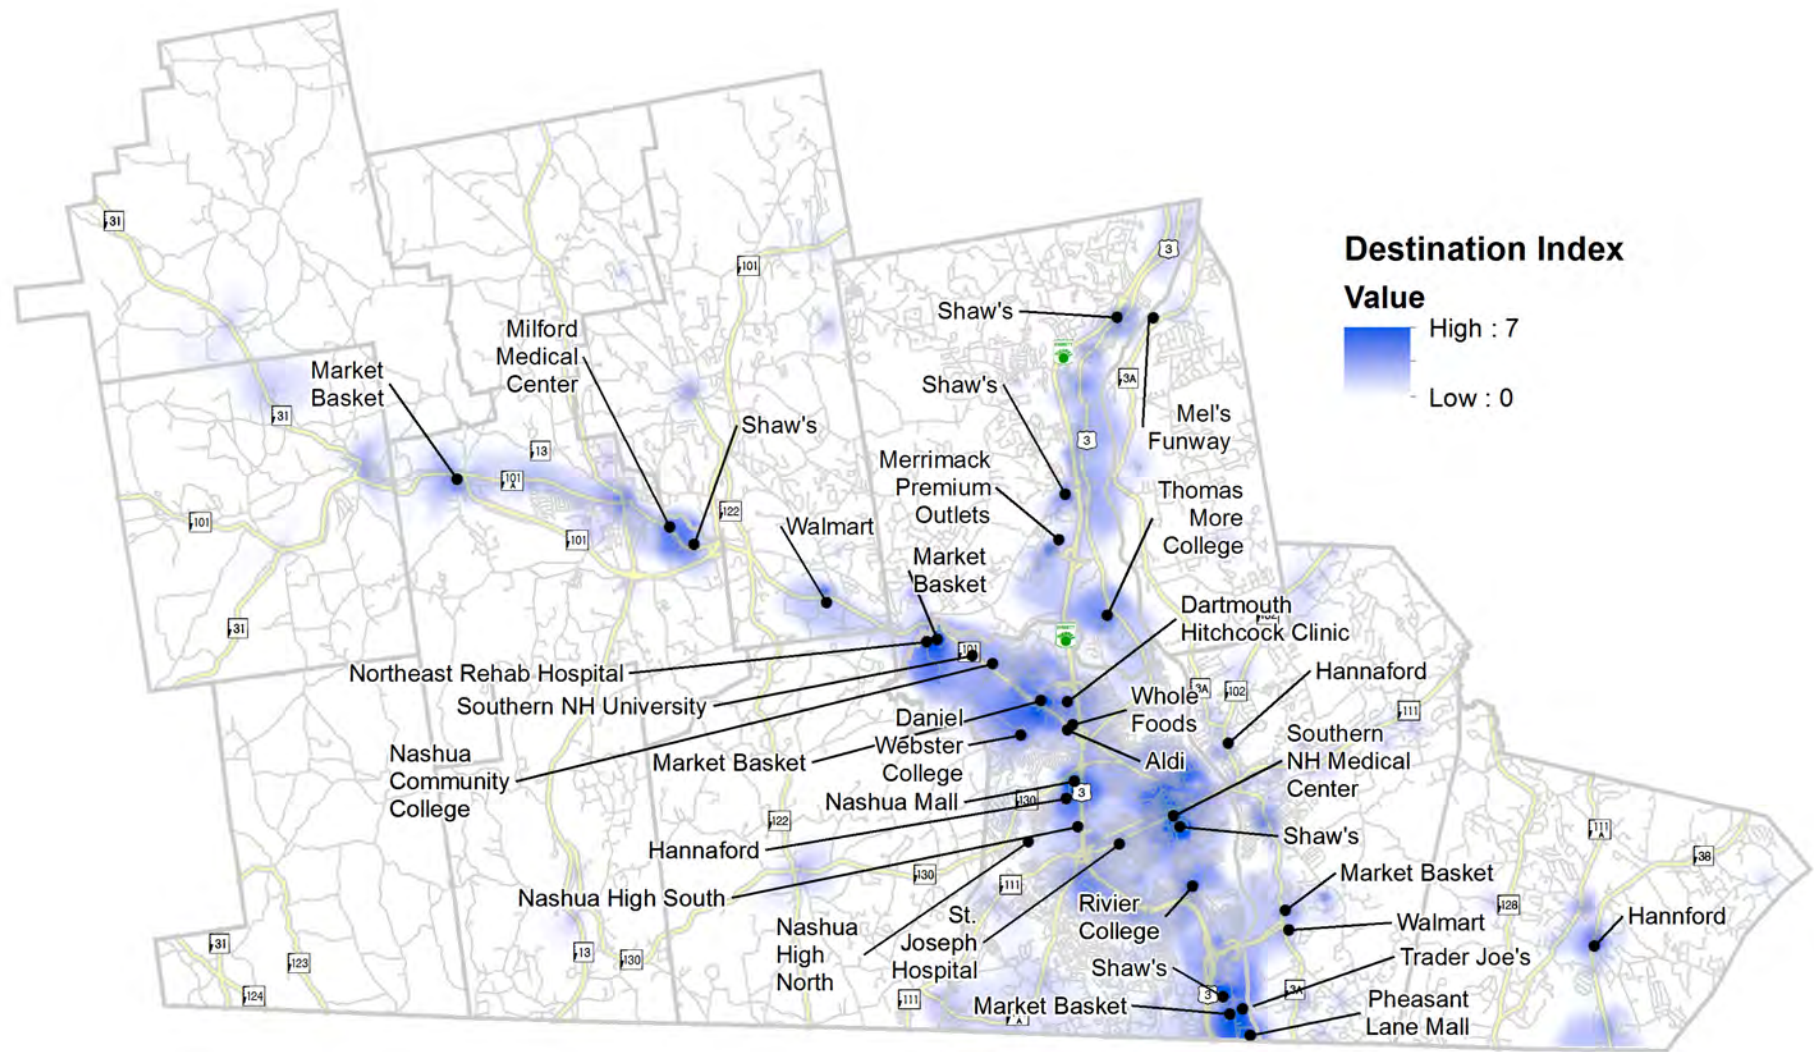 Destination Index
Value
High : 7
Low : 0
31
101
3
Shaw's
Milford
Medical
Center
Market
Basket
Shaw's
3A
31
Mel's
Funway
Shaw's
3
13
Merrimack
Premium
Outlets
101
A
Thomas
More
College
122
101
101
Walmart
Market
Basket
Dartmouth
Hitchcock Clinic
102
31
101
Northeast Rehab Hospital
Hannaford
Southern NH University
3A
102
Whole
Foods
111
Daniel
Webster
College
Southern
NH Medical
Center
Nashua
Community
College
Market Basket
Aldi
Nashua Mall
3
130
122
111
A
Shaw's
Hannaford
38
130
111
Market Basket
Nashua High South
128
Rivier
College
St.
Joseph
Hospital
Walmart
Hannford
Nashua
High
North
31
123
13
130
Trader Joe's
Shaw's
124
111
3
3A
Market Basket
A
Pheasant
Lane Mall